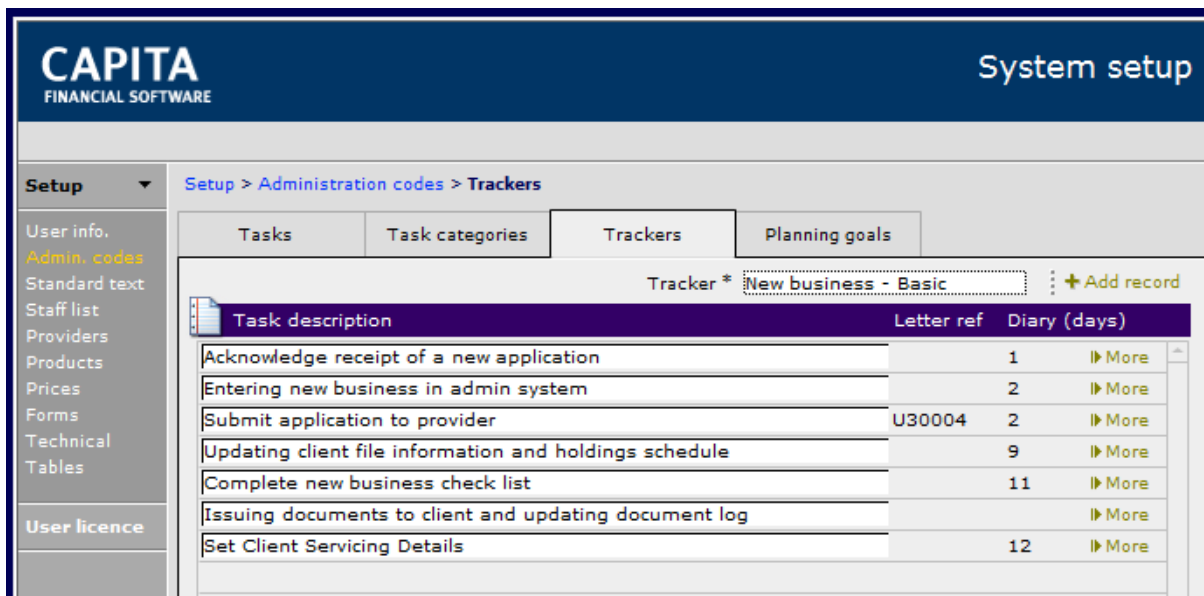 CAPITA
FINANCIAL SOFTWARE
System setup
Setup
Setup > Administration codes > Trackers
User info.
Admin. codes
Standard text
Staff list
Providers
Products
Prices
Forms
Technical
Tables
User licence
Tasks Task categories Trackers Planning goals
Tracker * New business - Basic + Add record
Task description Letter ref Diary (days)
Acknowledge receipt of a new application 1 More
Entering new business in admin system 2 More
Submit application to provider U30004 2 More
Updating client file information and holdings schedule 9 More
Complete new business check list 11 More
Issuing documents to client and updating document log More
Set Client Servicing Details 12 More